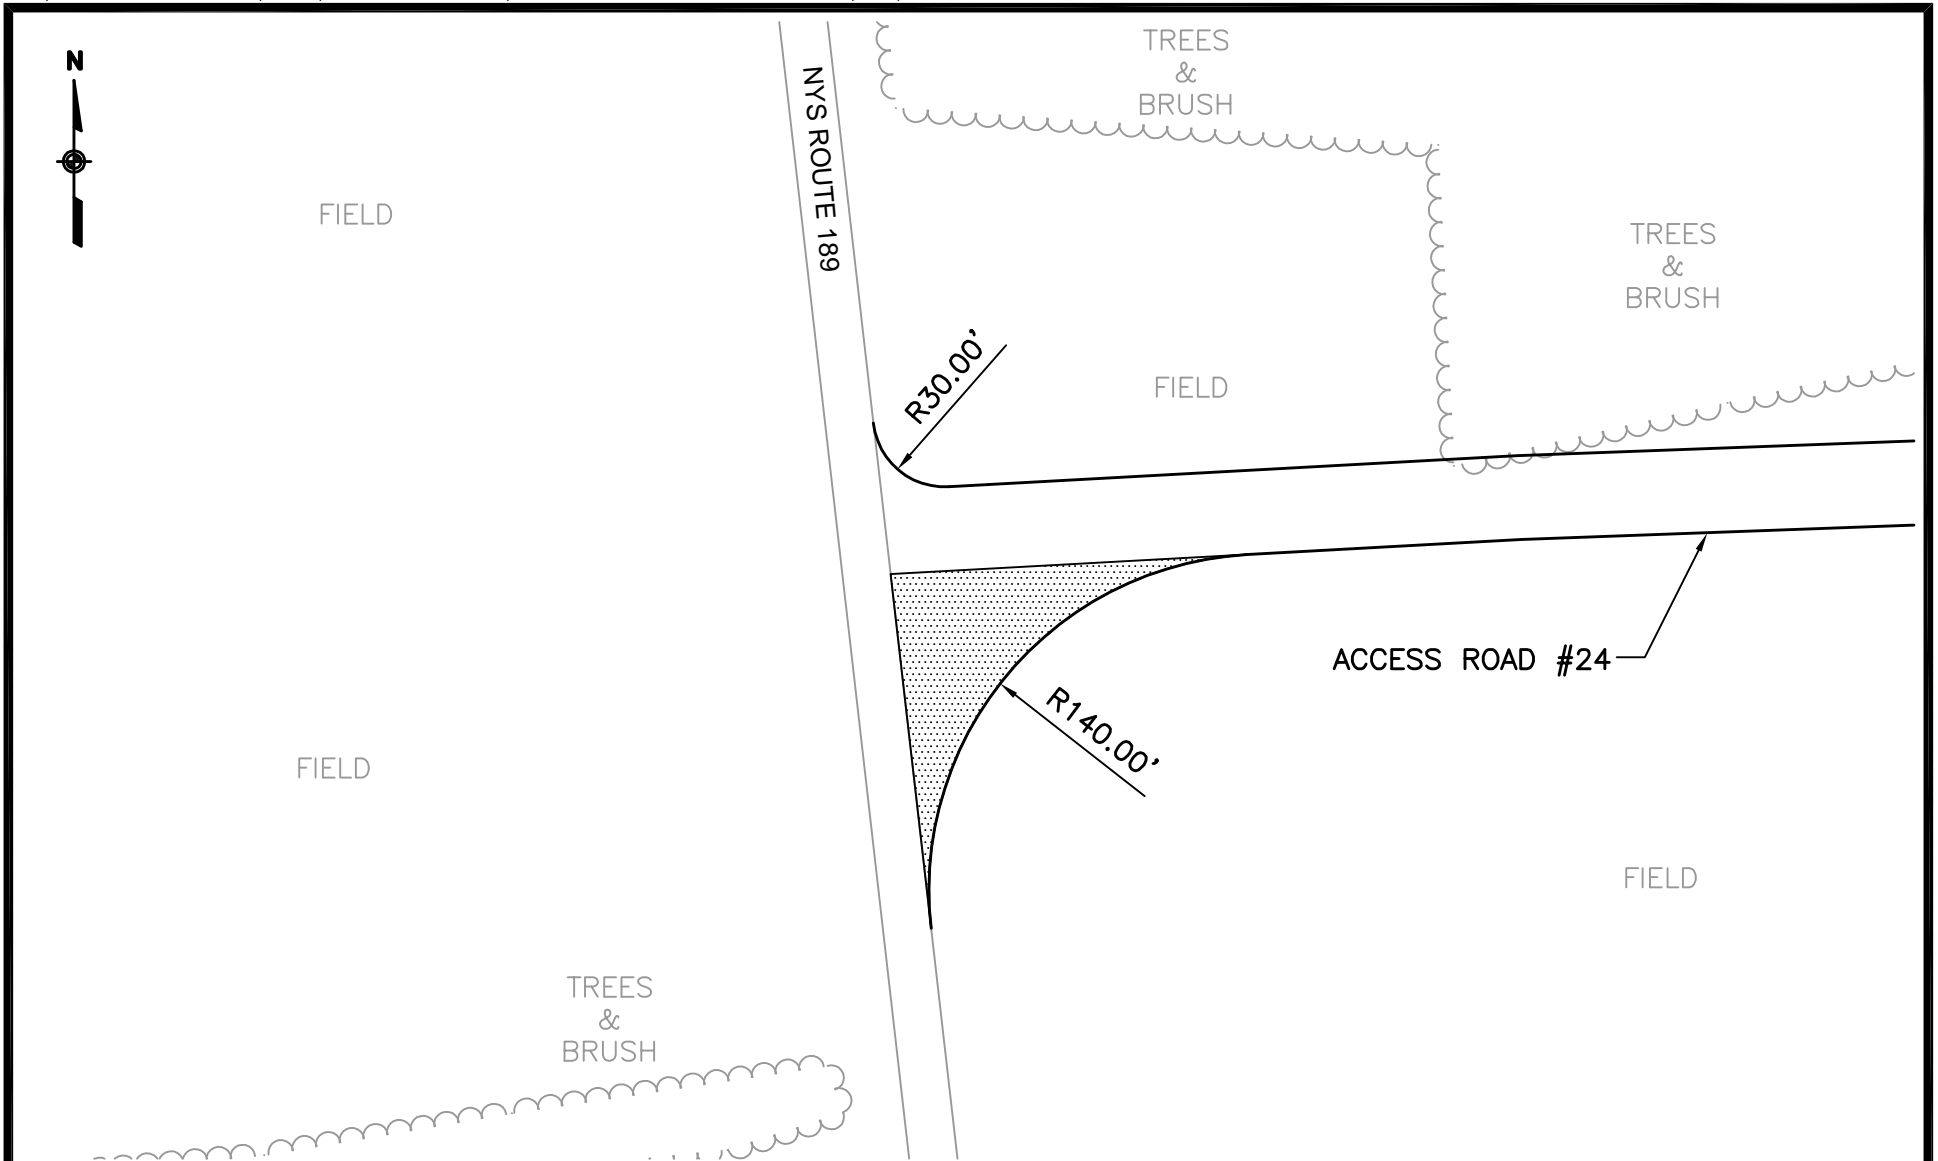 TREES
&
BRUSH
N
NYS ROUTE 189
FIELD
TREES
&
BRUSH
R30.00'
FIELD
ACCESS ROAD #24
R140.00'
FIELD
FIELD
TREES
&
BRUSH